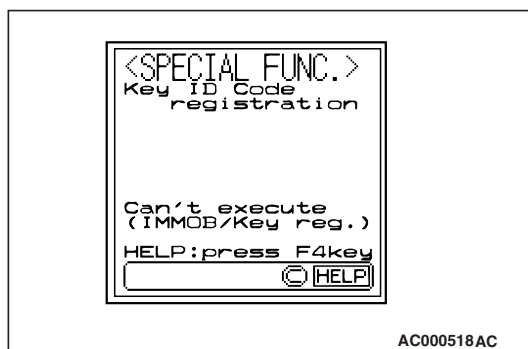 <SPECIAL FUNC.>
Key ID Code
registration
Can't execute
(IMMOB/Key reg.)
HELP:press F4key
Ⓒ HELP
AC000518AC